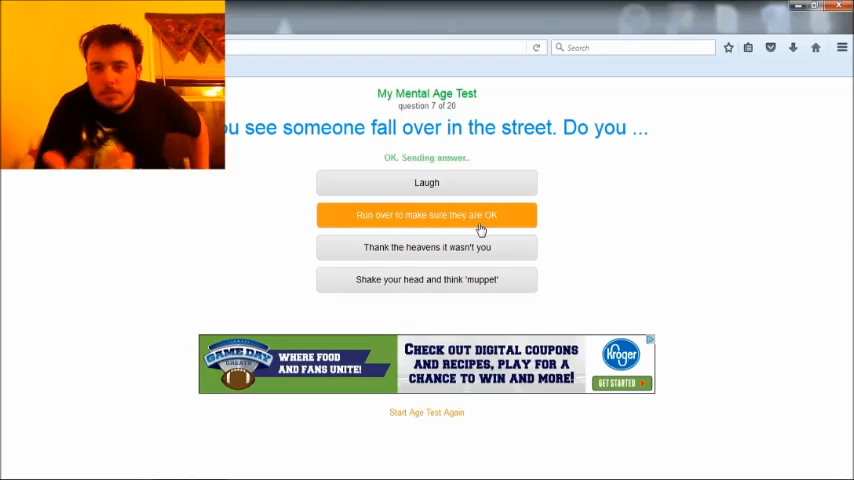 Search
My Mental Age Test
question 7 of 20
u see someone fall over in the street. Do you ...
OK. Sending answer..
Laugh
Run over to make sure they are OK
Thank the heavens it wasn't you
Shake your head and think 'muppet'
GAME DAY
GREATS
WHERE FOOD
AND FANS UNITE!
CHECK OUT DIGITAL COUPONS
AND RECIPES, PLAY FOR A
CHANCE TO WIN AND MORE!
Kroger
GET STARTED
Start Age Test Again